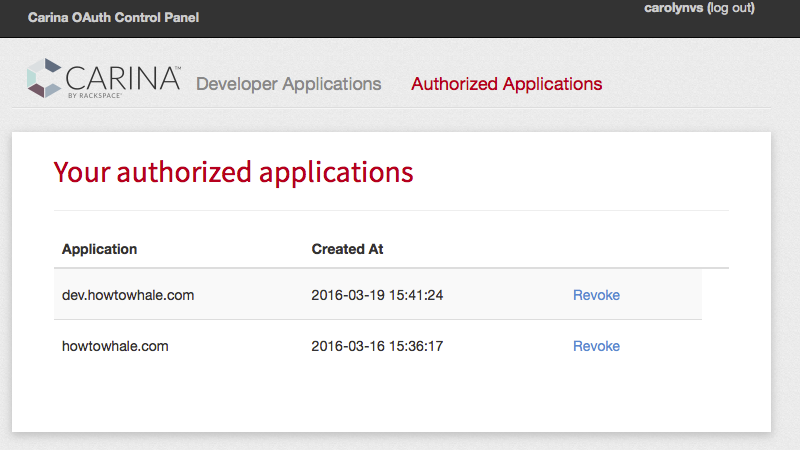 Carina OAuth Control Panel
carolynvs (log out)
CARINA™
BY RACKSPACE®
Developer Applications
Authorized Applications
Your authorized applications
Application Created At
dev.howtowhale.com 2016-03-19 15:41:24 Revoke
howtowhale.com 2016-03-16 15:36:17 Revoke